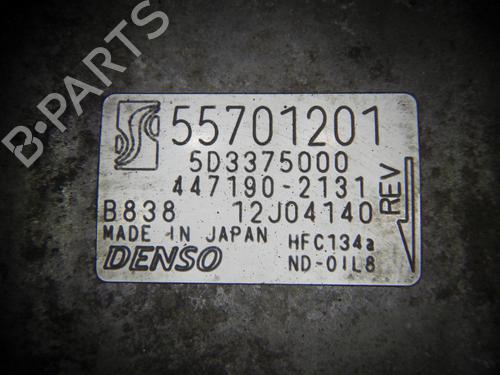 B-PARTS
55701201
5D3375000
447190-2131
B838 12J04140
MADE IN JAPAN HFC134a
DENSO ND-OIL8
REV